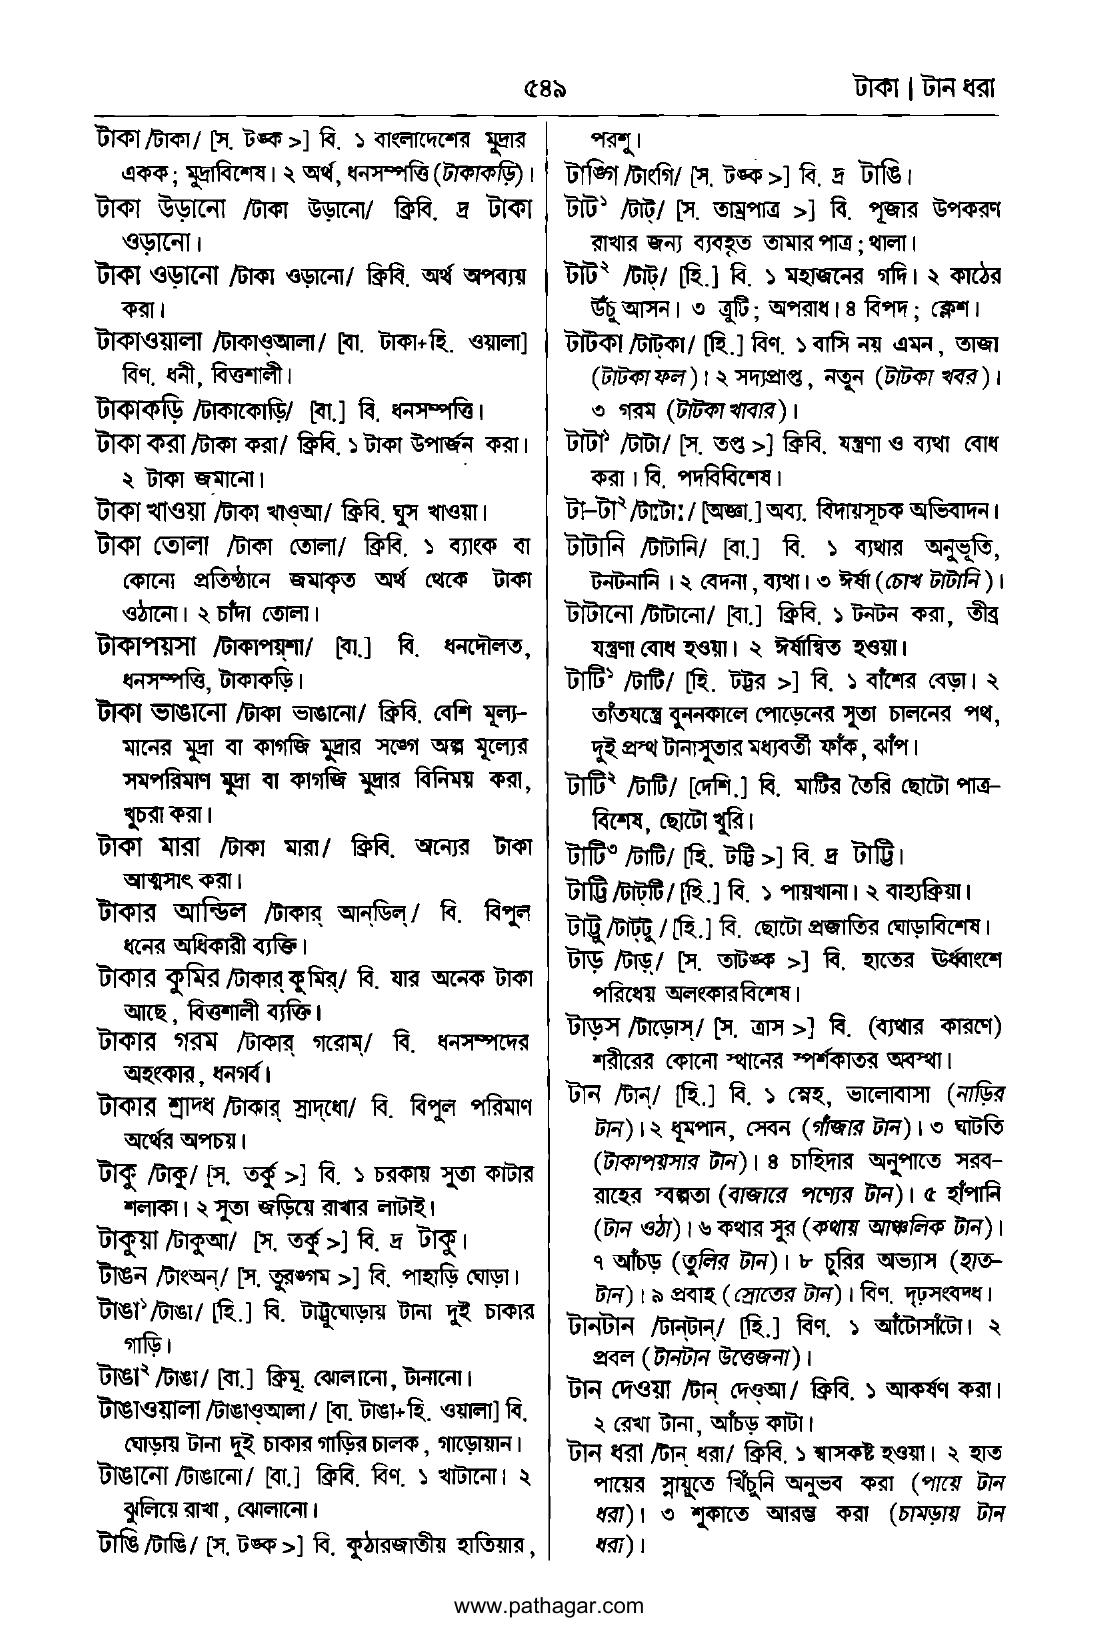 ৫৪৯
টাকা | টান ধরা
টাকা /টাকা/ [স. টঙ্ক >] বি. ১ বাংলাদেশের মুদ্রার
একক ; মুদ্রাবিশেষ। ২ অর্থ, ধনসম্পত্তি (টাকাকড়ি)।
টাকা উড়ানো /টাকা উড়ানো/ ক্রিবি. দ্র টাকা
ওড়ানো।
টাকা ওড়ানো /টাকা ওড়ানো/ ক্রিবি. অর্থ অপব্যয়
করা।
টাকাওয়ালা /টাকাওআলা/ [বা. টাকা+হি. ওয়ালা]
বিণ. ধনী, বিত্তশালী।
টাকাকড়ি /টাকাকোড়ি/ [বা.] বি. ধনসম্পত্তি।
টাকা করা /টাকা করা/ ক্রিবি. ১ টাকা উপার্জন করা।
২ টাকা জমানো।
টাকা খাওয়া /টাকা খাওআ/ ক্রিবি. ঘুস খাওয়া।
টাকা তোলা /টাকা তোলা/ ক্রিবি. ১ ব্যাংক বা
কোনো প্রতিষ্ঠানে জমাকৃত অর্থ থেকে টাকা
ওঠানো। ২ চাঁদা তোলা।
টাকাপয়সা /টাকাপয়্‌শা/ [বা.] বি. ধনদৌলত,
ধনসম্পত্তি, টাকাকড়ি।
টাকা ভাঙানো /টাকা ভাঙানো/ ক্রিবি. বেশি মূল্য-
মানের মুদ্রা বা কাগজি মুদ্রার সঙ্গে অল্প মূল্যের
সমপরিমাণ মুদ্রা বা কাগজি মুদ্রার বিনিময় করা,
খুচরা করা।
টাকা মারা /টাকা মারা/ ক্রিবি. অন্যের টাকা
আত্মসাৎ করা।
টাকার আন্ডিল /টাকার্ আন্‌ডিল্/ বি. বিপুল
ধনের অধিকারী ব্যক্তি।
টাকার কুমির /টাকার্ কুমির্/ বি. যার অনেক টাকা
আছে, বিত্তশালী ব্যক্তি।
টাকার গরম /টাকার্ গরোম্/ বি. ধনসম্পদের
অহংকার, ধনগর্ব।
টাকার শ্রাদ্ধ /টাকার্ স্রাদ্‌ধো/ বি. বিপুল পরিমাণ
অর্থের অপচয়।
টাকু /টাকু/ [স. তর্কু >] বি. ১ চরকায় সুতা কাটার
শলাকা। ২ সুতা জড়িয়ে রাখার লাটাই।
টাকুয়া /টাকুআ/ [স. তর্কু >] বি. দ্র টাকু।
টাঙন /টাংঅন্/ [স. তুরঙ্গম >] বি. পাহাড়ি ঘোড়া।
টাঙা১ /টাঙা/ [হি.] বি. টাট্টুঘোড়ায় টানা দুই চাকার
গাড়ি।
টাঙা২ /টাঙা/ [বা.] ক্রিমূ. ঝোলানো, টানানো।
টাঙাওয়ালা /টাঙাওআলা/ [বা. টাঙা+হি. ওয়ালা] বি.
ঘোড়ায় টানা দুই চাকার গাড়ির চালক, গাড়োয়ান।
টাঙানো /টাঙানো/ [বা.] ক্রিবি. বিণ. ১ খাটানো। ২
ঝুলিয়ে রাখা, ঝোলানো।
টাঙি /টাঙি/ [স. টঙ্ক >] বি. কুঠারজাতীয় হাতিয়ার,
পরশু।
টাঙ্গি /টাংগি/ [স. টঙ্ক >] বি. দ্র টাঙি।
টাট১ /টাট্/ [স. তাম্রপাত্র >] বি. পূজার উপকরণ
রাখার জন্য ব্যবহৃত তামার পাত্র ; থালা।
টাট২ /টাট্/ [হি.] বি. ১ মহাজনের গদি। ২ কাঠের
উঁচু আসন। ৩ ত্রুটি ; অপরাধ। ৪ বিপদ ; ক্লেশ।
টাটকা /টাট্‌কা/ [হি.] বিণ. ১ বাসি নয় এমন, তাজা
(টাটকা ফল)। ২ সদ্যপ্রাপ্ত, নতুন (টাটকা খবর)।
৩ গরম (টাটকা খাবার)।
টাটা১ /টাটা/ [স. তপ্ত >] ক্রিবি. যন্ত্রণা ও ব্যথা বোধ
করা। বি. পদবিবিশেষ।
টা-টা২ /টাটা:/ [অজ্ঞা.] অব্য. বিদায়সূচক অভিবাদন।
টাটানি /টাটানি/ [বা.] বি. ১ ব্যথার অনুভূতি,
টনটনানি। ২ বেদনা, ব্যথা। ৩ ঈর্ষা (চোখ টাটানি)।
টাটানো /টাটানো/ [বা.] ক্রিবি. ১ টনটন করা, তীব্র
যন্ত্রণা বোধ হওয়া। ২ ঈর্ষান্বিত হওয়া।
টাটি১ /টাটি/ [হি. টট্টর >] বি. ১ বাঁশের বেড়া। ২
তাঁতযন্ত্রে বুননকালে পোড়েনের সুতা চালনের পথ,
দুই প্রস্থ টানাসুতার মধ্যবর্তী ফাঁক, ঝাঁপ।
টাটি২ /টাটি/ [দেশি.] বি. মাটির তৈরি ছোটো পাত্র-
বিশেষ, ছোটো খুরি।
টাটি৩ /টাটি/ [হি. টট্টি >] বি. দ্র টাট্টি।
টাট্টি /টাট্‌টি/ [হি.] বি. ১ পায়খানা। ২ বাহ্যক্রিয়া।
টাট্টু /টাট্‌টু/ [হি.] বি. ছোটো প্রজাতির ঘোড়াবিশেষ।
টাড় /টাড়্/ [স. তাটঙ্ক >] বি. হাতের ঊর্ধ্বাংশে
পরিধেয় অলংকারবিশেষ।
টাড়স /টাড়োস্/ [স. ত্রাস >] বি. (ব্যথার কারণে)
শরীরের কোনো স্থানের স্পর্শকাতর অবস্থা।
টান /টান্/ [হি.] বি. ১ স্নেহ, ভালোবাসা (নাড়ির
টান)। ২ ধূমপান, সেবন (গাঁজার টান)। ৩ ঘাটতি
(টাকাপয়সার টান)। ৪ চাহিদার অনুপাতে সরব-
রাহের স্বল্পতা (বাজারে পণ্যের টান)। ৫ হাঁপানি
(টান ওঠা)। ৬ কথার সুর (কথায় আঞ্চলিক টান)।
৭ আঁচড় (তুলির টান)। ৮ চুরির অভ্যাস (হাত-
টান)। ৯ প্রবাহ (স্রোতের টান)। বিণ. দৃঢ়সংবদ্ধ।
টানটান /টান্‌টান্/ [হি.] বিণ. ১ আঁটোসাঁটো। ২
প্রবল (টানটান উত্তেজনা)।
টান দেওয়া /টান্ দেওআ/ ক্রিবি. ১ আকর্ষণ করা।
২ রেখা টানা, আঁচড় কাটা।
টান ধরা /টান্ ধরা/ ক্রিবি. ১ শ্বাসকষ্ট হওয়া। ২ হাত
পায়ের স্নায়ুতে খিঁচুনি অনুভব করা (পায়ে টান
ধরা)। ৩ শুকাতে আরম্ভ করা (চামড়ায় টান
ধরা)।
www.pathagar.com